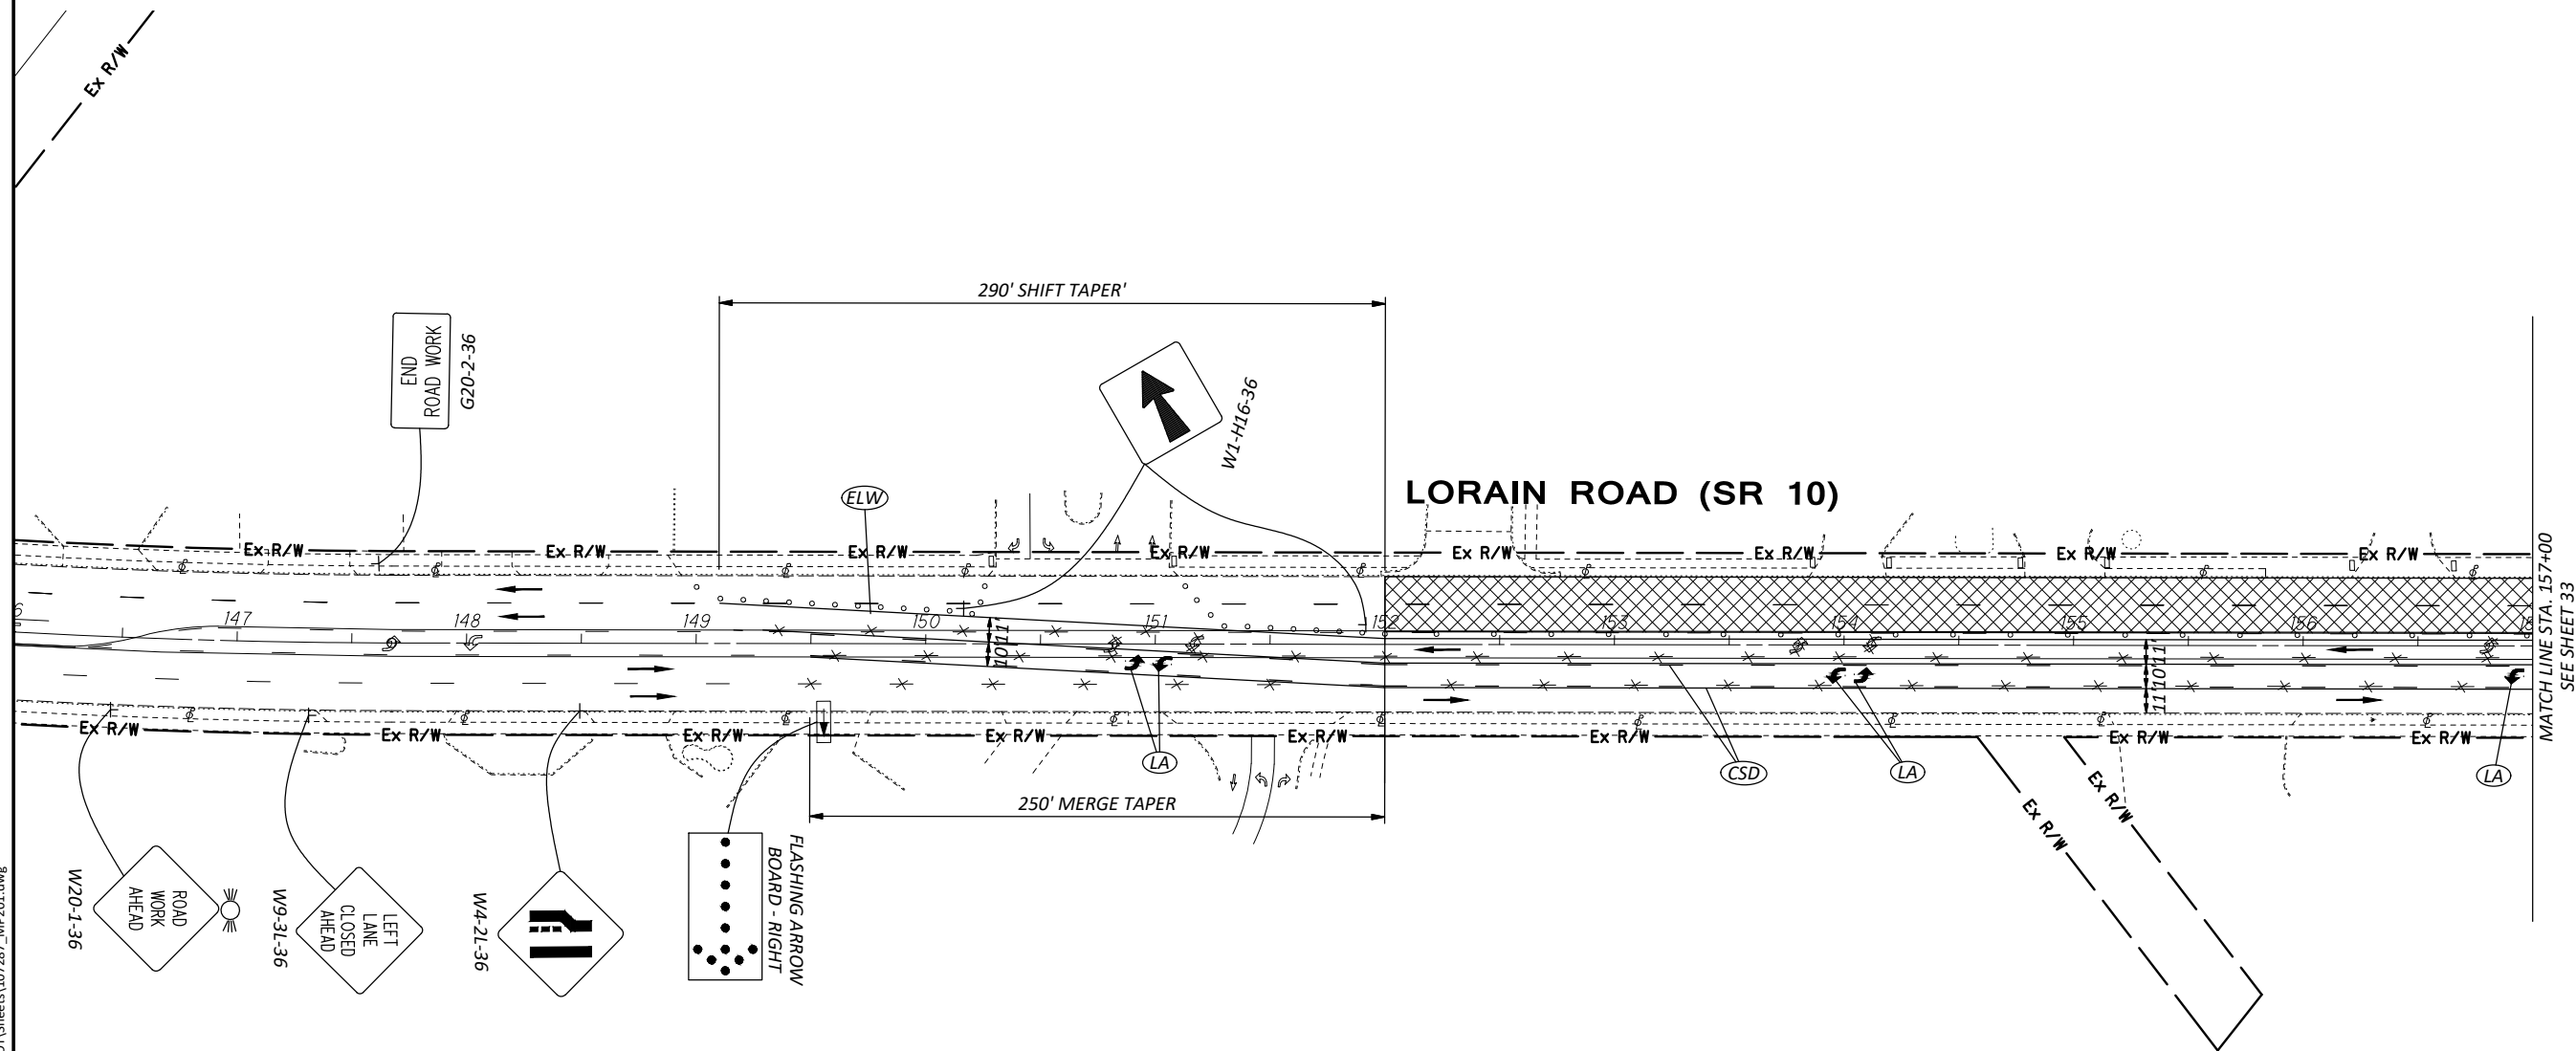 Ex R/W
END
ROAD WORK
G20-2-36
290' SHIFT TAPER'
W1-H16-36
ELW
LORAIN ROAD (SR 10)
Ex R/W
Ex R/W
Ex R/W
Ex R/W
Ex R/W
Ex R/W
Ex R/W
Ex R/W
147
148
149
150
151
152
153
154
155
156
10'
11'
11'
10'
11'
MATCH LINE STA. 157+00
SEE SHEET 33
Ex R/W
Ex R/W
Ex R/W
Ex R/W
Ex R/W
Ex R/W
Ex R/W
Ex R/W
LA
CSD
LA
LA
250' MERGE TAPER
Ex R/W
Ex R/W
FLASHING ARROW
BOARD - RIGHT
W20-1-36
ROAD
WORK
AHEAD
W9-3L-36
LEFT
LANE
CLOSED
AHEAD
W4-2L-36